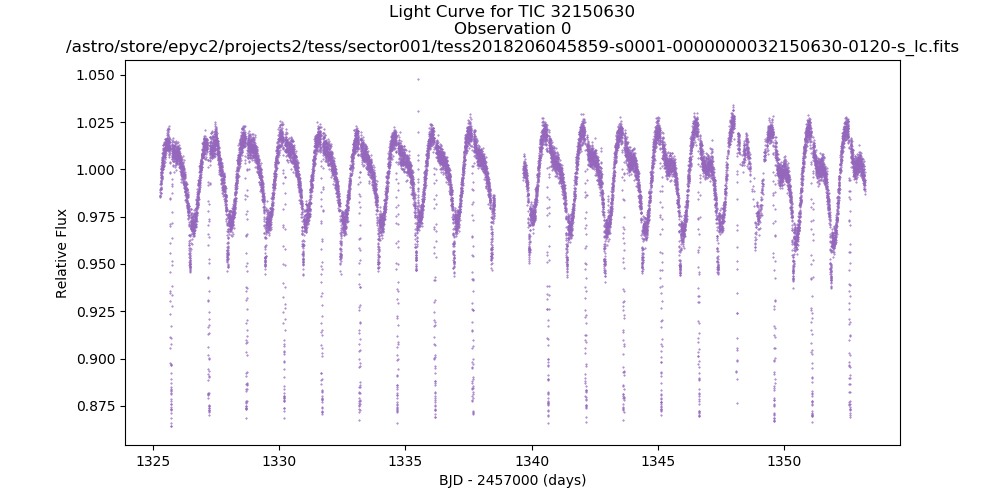 Light Curve for TIC 32150630
Observation 0
/astro/store/epyc2/projects2/tess/sector001/tess2018206045859-s0001-0000000032150630-0120-s_lc.fits
1.050
1.025
1.000
0.975
0.950
0.925
0.900
0.875
Relative Flux
1325
1330
1335
1340
1345
1350
BJD - 2457000 (days)